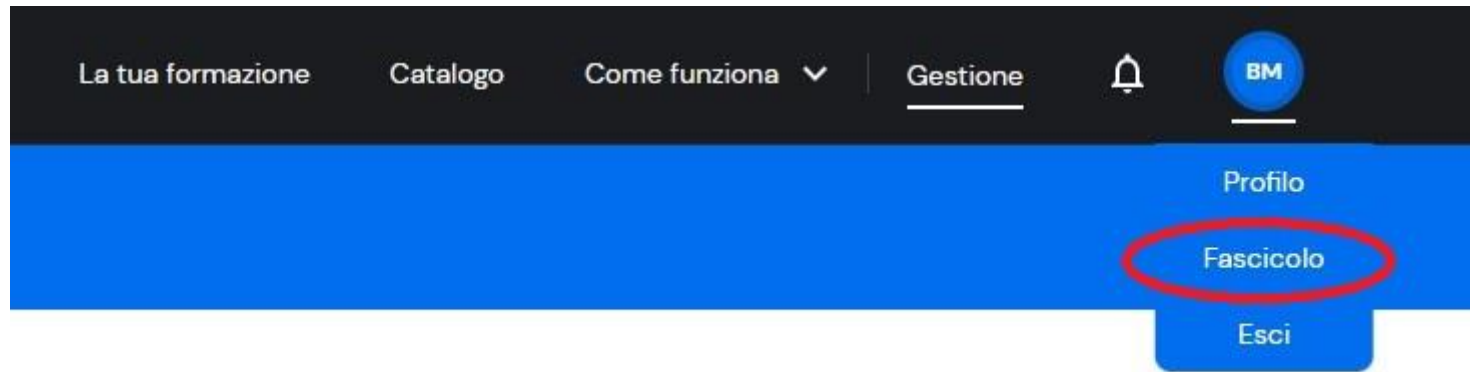 La tua formazione Catalogo Come funziona Gestione BM
Profilo
Fascicolo
Esci